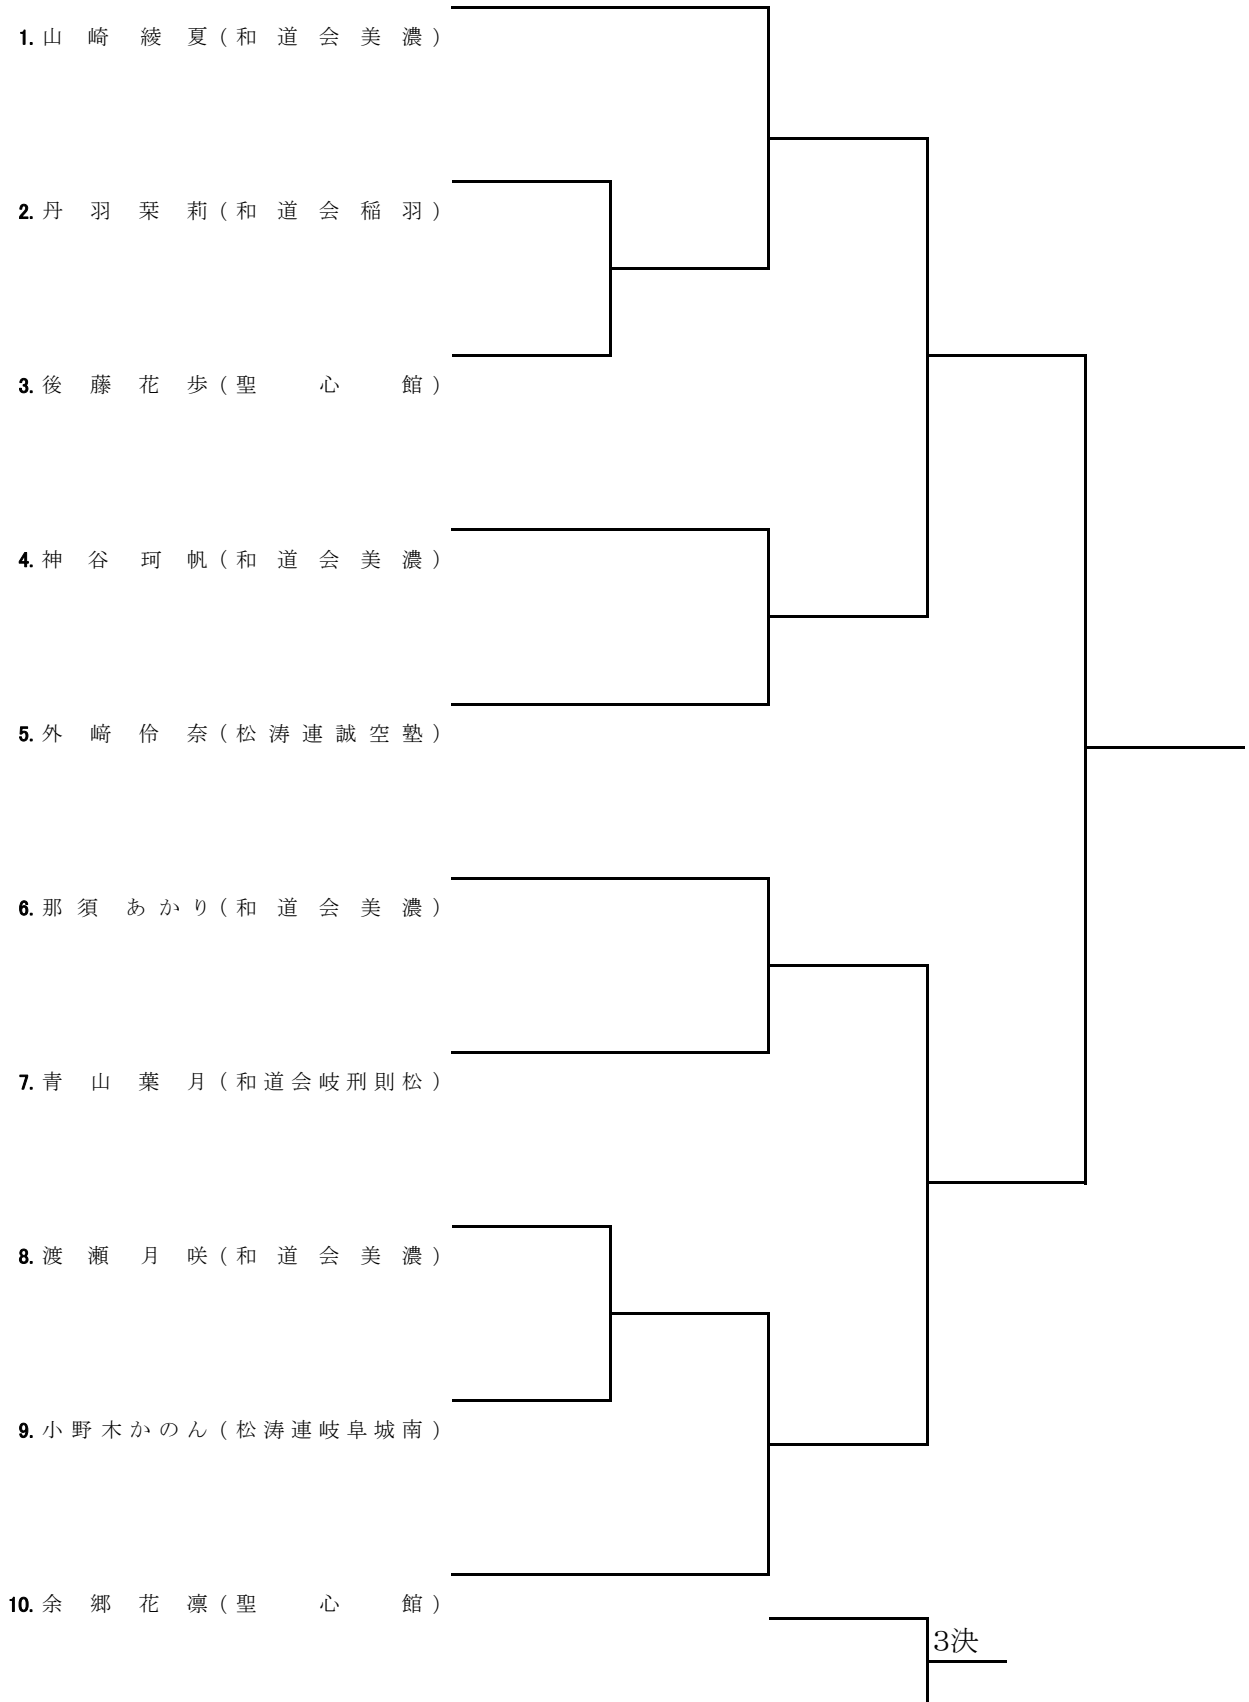 1. 山崎 綾夏(和道会美濃)
2. 丹羽栞莉(和道会稲羽)
3. 後藤花歩(聖心館)
4. 神谷 珂帆(和道会美濃)
5. 外﨑伶奈(松涛連誠空塾)
6. 那須 あかり(和道会美濃)
7. 青山葉月(和道会岐刑則松)
8. 渡瀬 月咲(和道会美濃)
9. 小野木かのん(松涛連岐阜城南)
10. 余郷花凛(聖心館)
3決